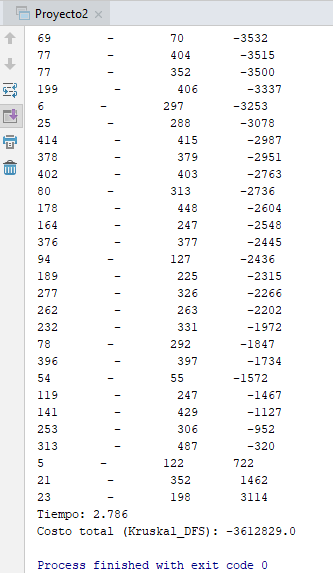 Proyecto2 ×
69 – 70 -3532
77 – 404 -3515
77 – 352 -3500
199 – 406 -3337
6 – 297 -3253
25 – 288 -3078
414 – 415 -2987
378 – 379 -2951
402 – 403 -2763
80 – 313 -2736
178 – 448 -2604
164 – 247 -2548
376 – 377 -2445
94 – 127 -2436
189 – 225 -2315
277 – 326 -2266
262 – 263 -2202
232 – 331 -1972
78 – 292 -1847
396 – 397 -1734
54 – 55 -1572
119 – 247 -1467
141 – 429 -1127
253 – 306 -952
313 – 487 -320
5 – 122 722
21 – 352 1462
23 – 198 3114
Tiempo: 2.786
Costo total (Kruskal_DFS): -3612829.0
Process finished with exit code 0